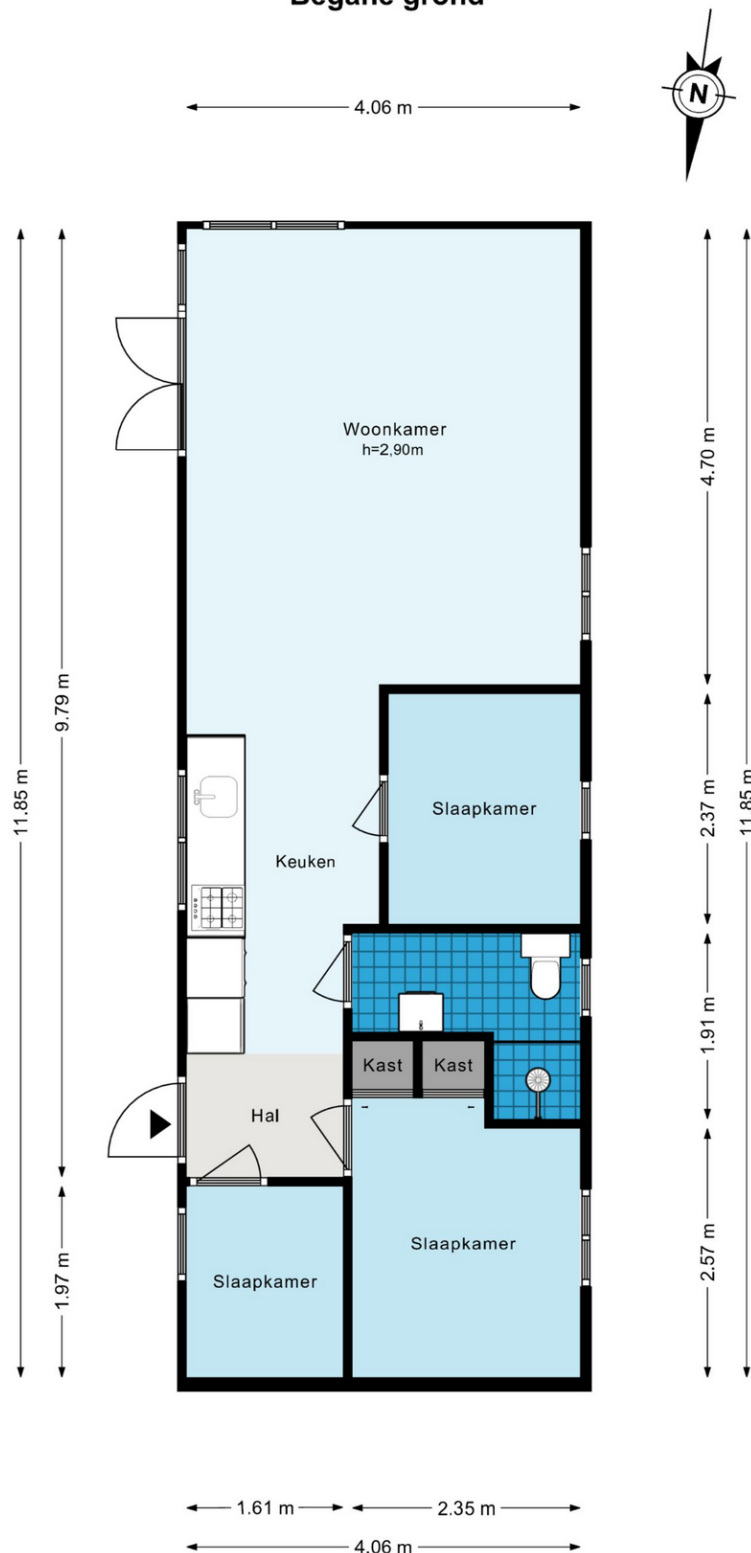 Begane grond
N
4.06 m
Woonkamer
h=2,90m
4.70 m
9.79 m
11.85 m
11.85 m
2.37 m
Slaapkamer
Keuken
1.91 m
Kast
Kast
Hal
2.57 m
Slaapkamer
1.97 m
Slaapkamer
1.61 m
2.35 m
4.06 m